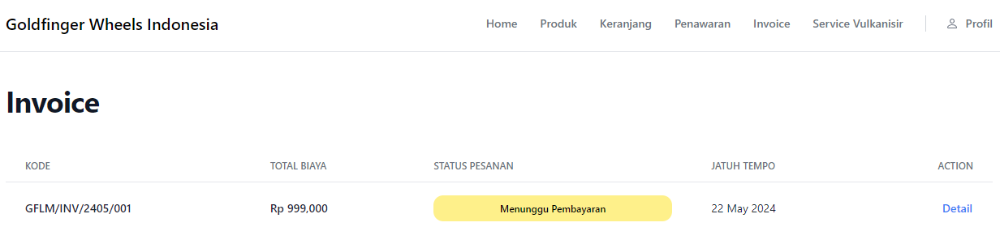 Goldfinger Wheels Indonesia Home Produk Keranjang Penawaran Invoice Service Vulkanisir Profil
Invoice
KODE TOTAL BIAYA STATUS PESANAN JATUH TEMPO ACTION
GFLM/INV/2405/001 Rp 999,000 Menunggu Pembayaran 22 May 2024 Detail